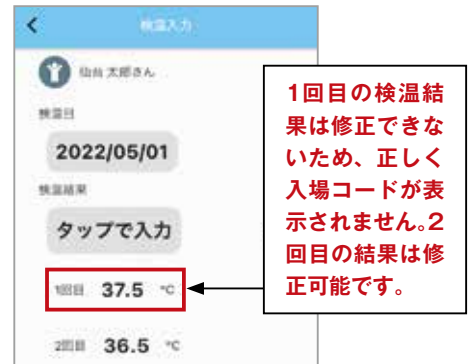 検温入力
仙台 太郎さん
検温日
2022/05/01
検温結果
タップで入力
1回目 37.5 ℃
2回目 36.5 ℃
1回目の検温結
果は修正できな
いため、正しく
入場コードが表
示されません。2
回目の結果は修
正可能です。